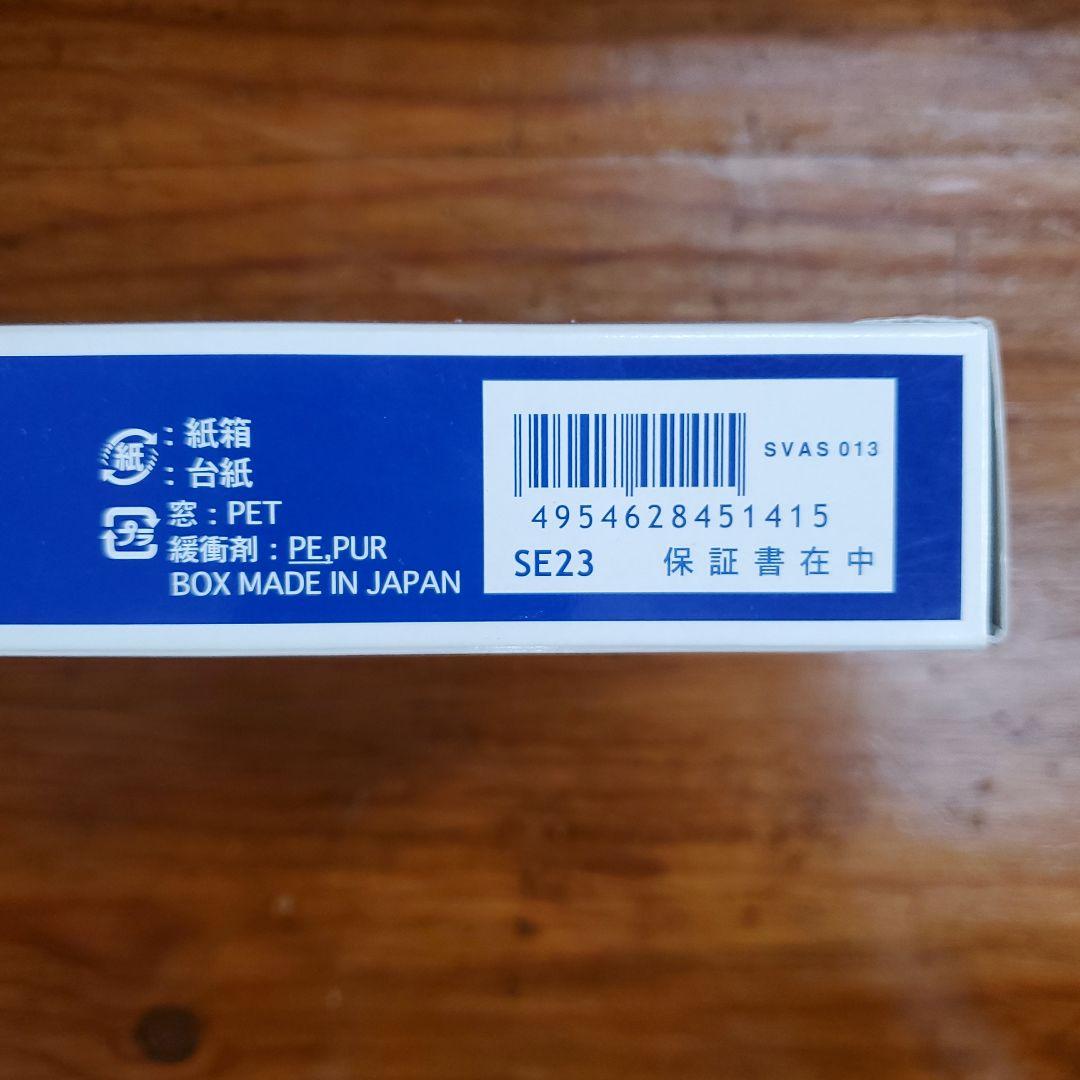 紙：紙箱
：台紙
プラ 窓：PET
緩衝剤：PE,PUR
BOX MADE IN JAPAN
SVAS 013
4954628451415
SE23 保証書在中